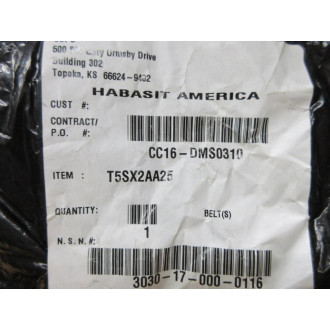 500 Ormsby Drive
Building 302
Topeka, KS 66624-9402
HABASIT AMERICA
CUST #:
CONTRACT/
P.O. #:
CC16-DMS0310
ITEM : T5SX2AA25
QUANTITY: BELT(S)
1
N.S.N. #:
3030-17-000-0116